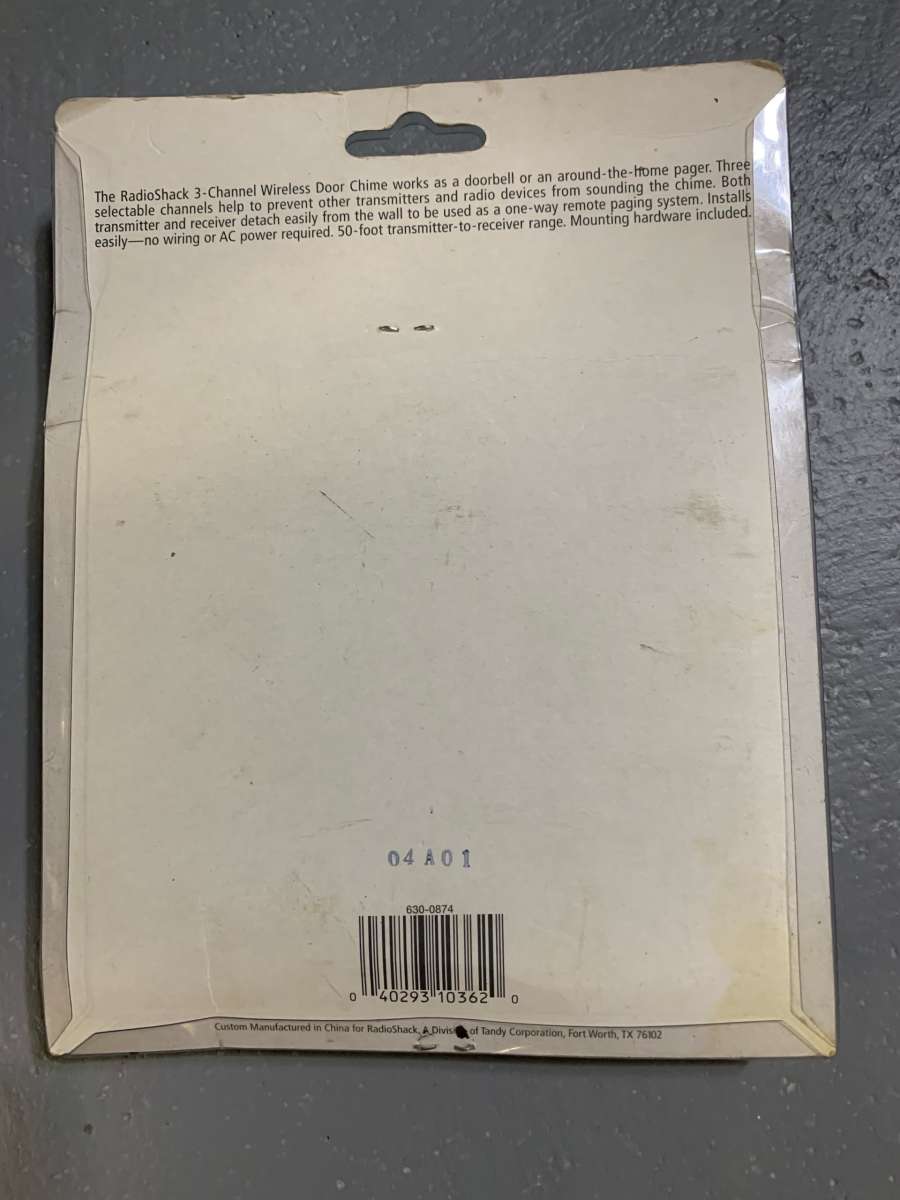 The RadioShack 3-Channel Wireless Door Chime works as a doorbell or an around-the-home pager. Three
selectable channels help to prevent other transmitters and radio devices from sounding the chime. Both
transmitter and receiver detach easily from the wall to be used as a one-way remote paging system. Installs
easily—no wiring or AC power required. 50-foot transmitter-to-receiver range. Mounting hardware included.
04 A01
630-0874
0 40293 10362 0
Custom Manufactured in China for RadioShack, A Division of Tandy Corporation, Fort Worth, TX 76102